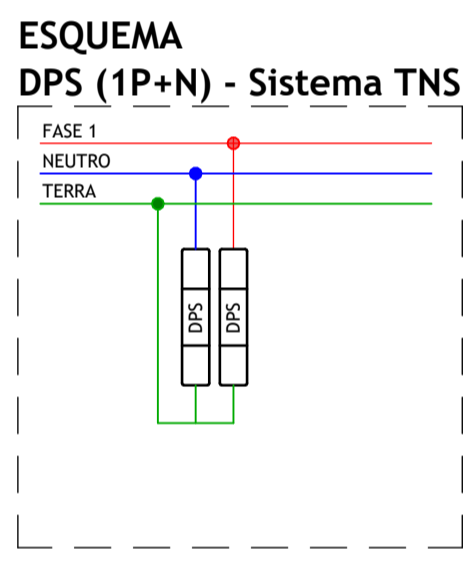 ESQUEMA
DPS (1P+N) - Sistema TNS
FASE 1
NEUTRO
TERRA
DPS
DPS